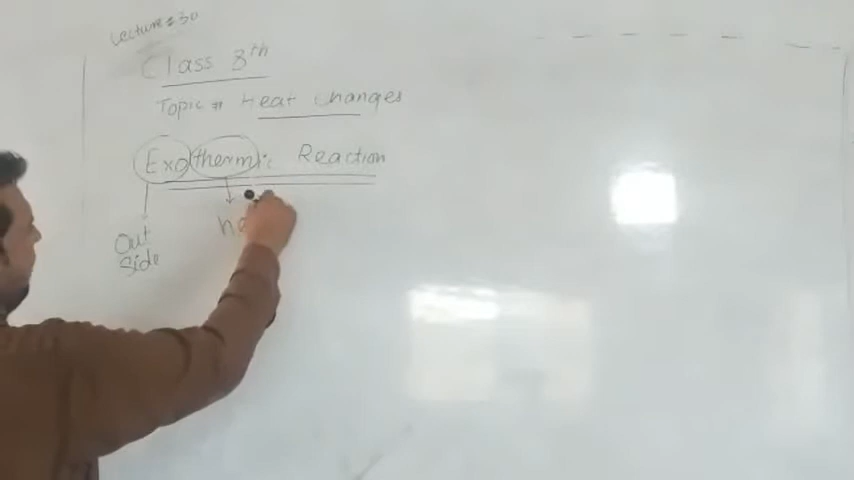 Lecture # 30
Class 8th
Topic # Heat Changes
Exothermic Reaction
Out
Side